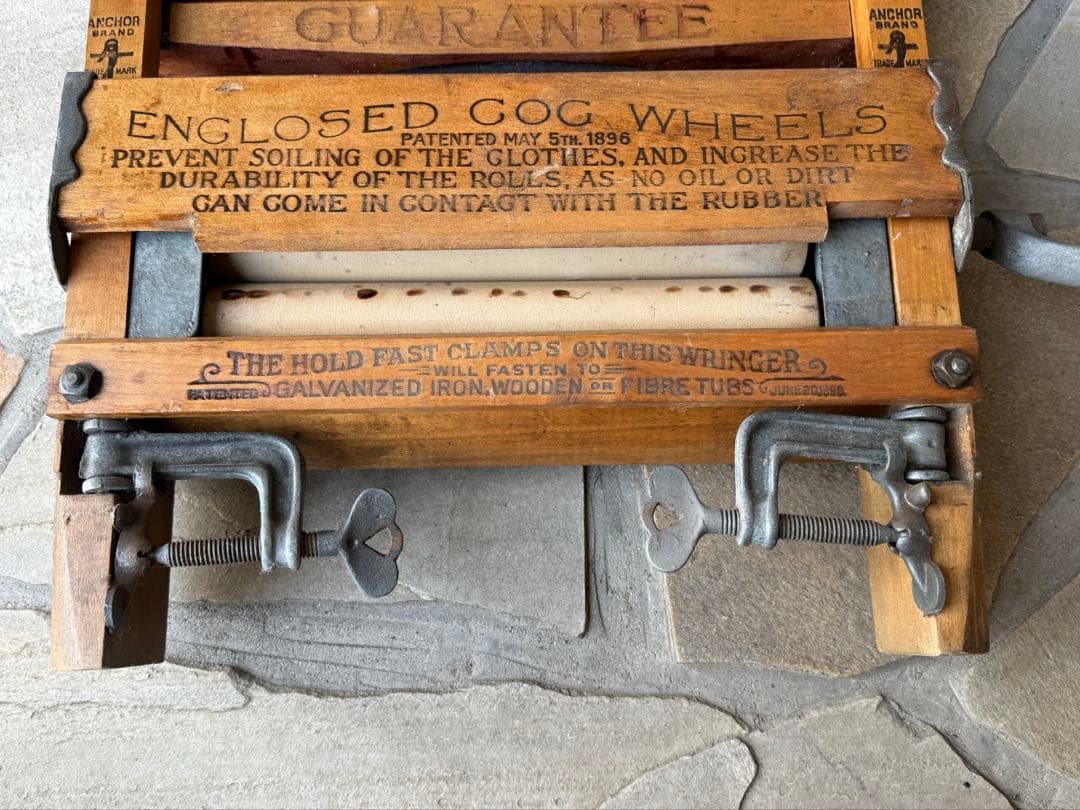 GUARANTEE
ANCHOR
BRAND
TRADE MARK
ANCHOR
BRAND
TRADE MARK
ENCLOSED COG WHEELS
PATENTED MAY 5TH. 1896
PREVENT SOILING OF THE CLOTHES, AND INCREASE THE
DURABILITY OF THE ROLLS, AS NO OIL OR DIRT
CAN COME IN CONTACT WITH THE RUBBER
THE HOLD FAST CLAMPS ON THIS WRINGER
WILL FASTEN TO
PATENTED GALVANIZED IRON, WOODEN OR FIBRE TUBS JUNE 20